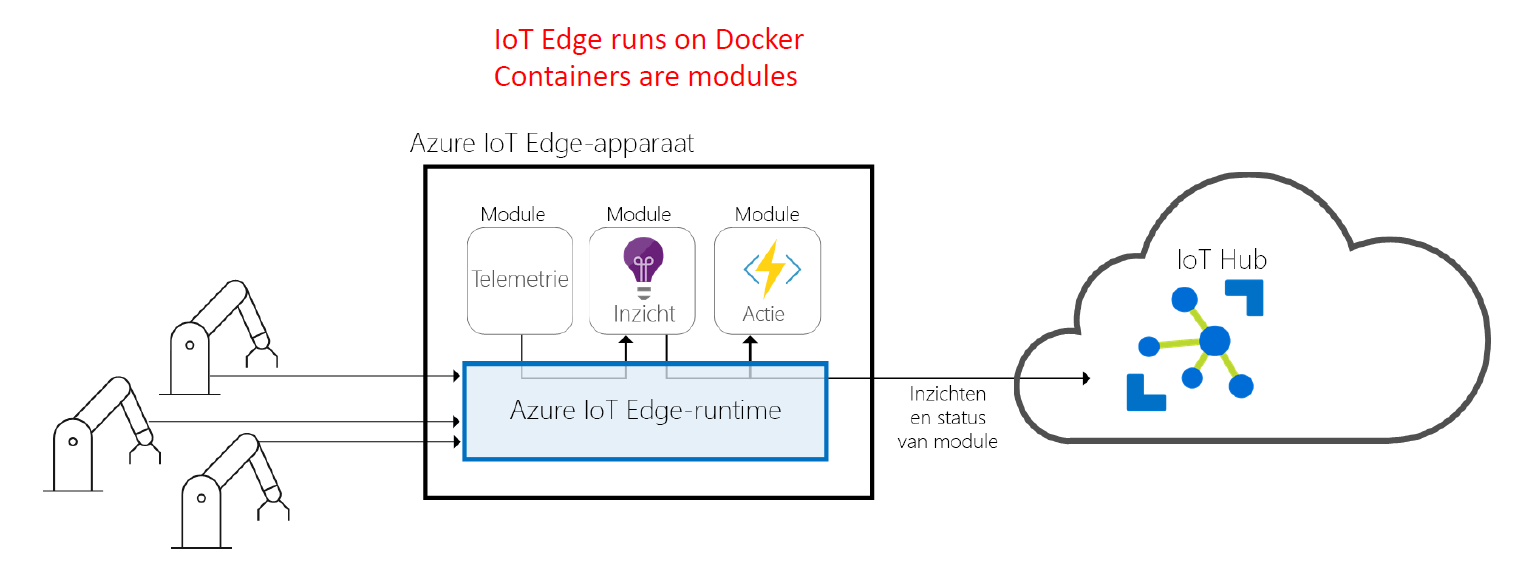 IoT Edge runs on Docker
Containers are modules
Azure IoT Edge-apparaat
Module
Module
Module
Telemetrie
Inzicht
Actie
Azure IoT Edge-runtime
Inzichten
en status
van module
IoT Hub